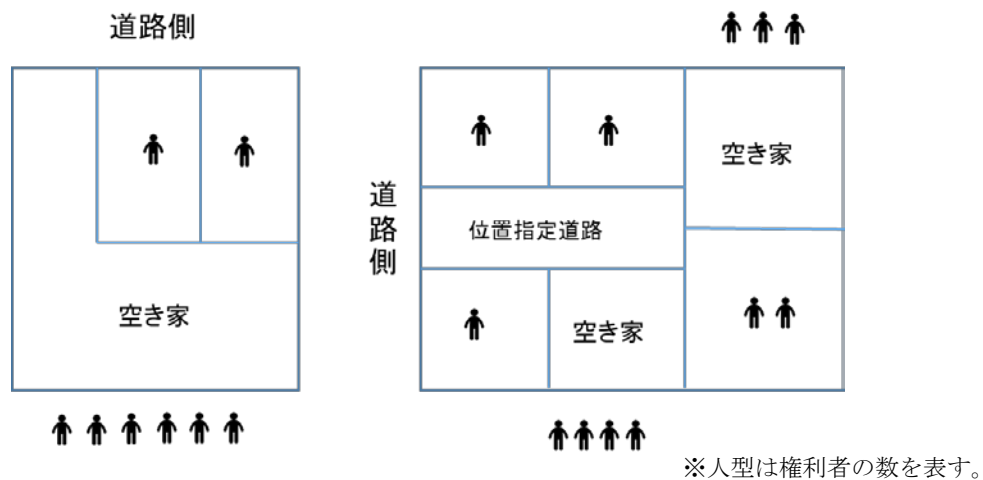 道路側
空き家
道路側
空き家
位置指定道路
空き家
※人型は権利者の数を表す。